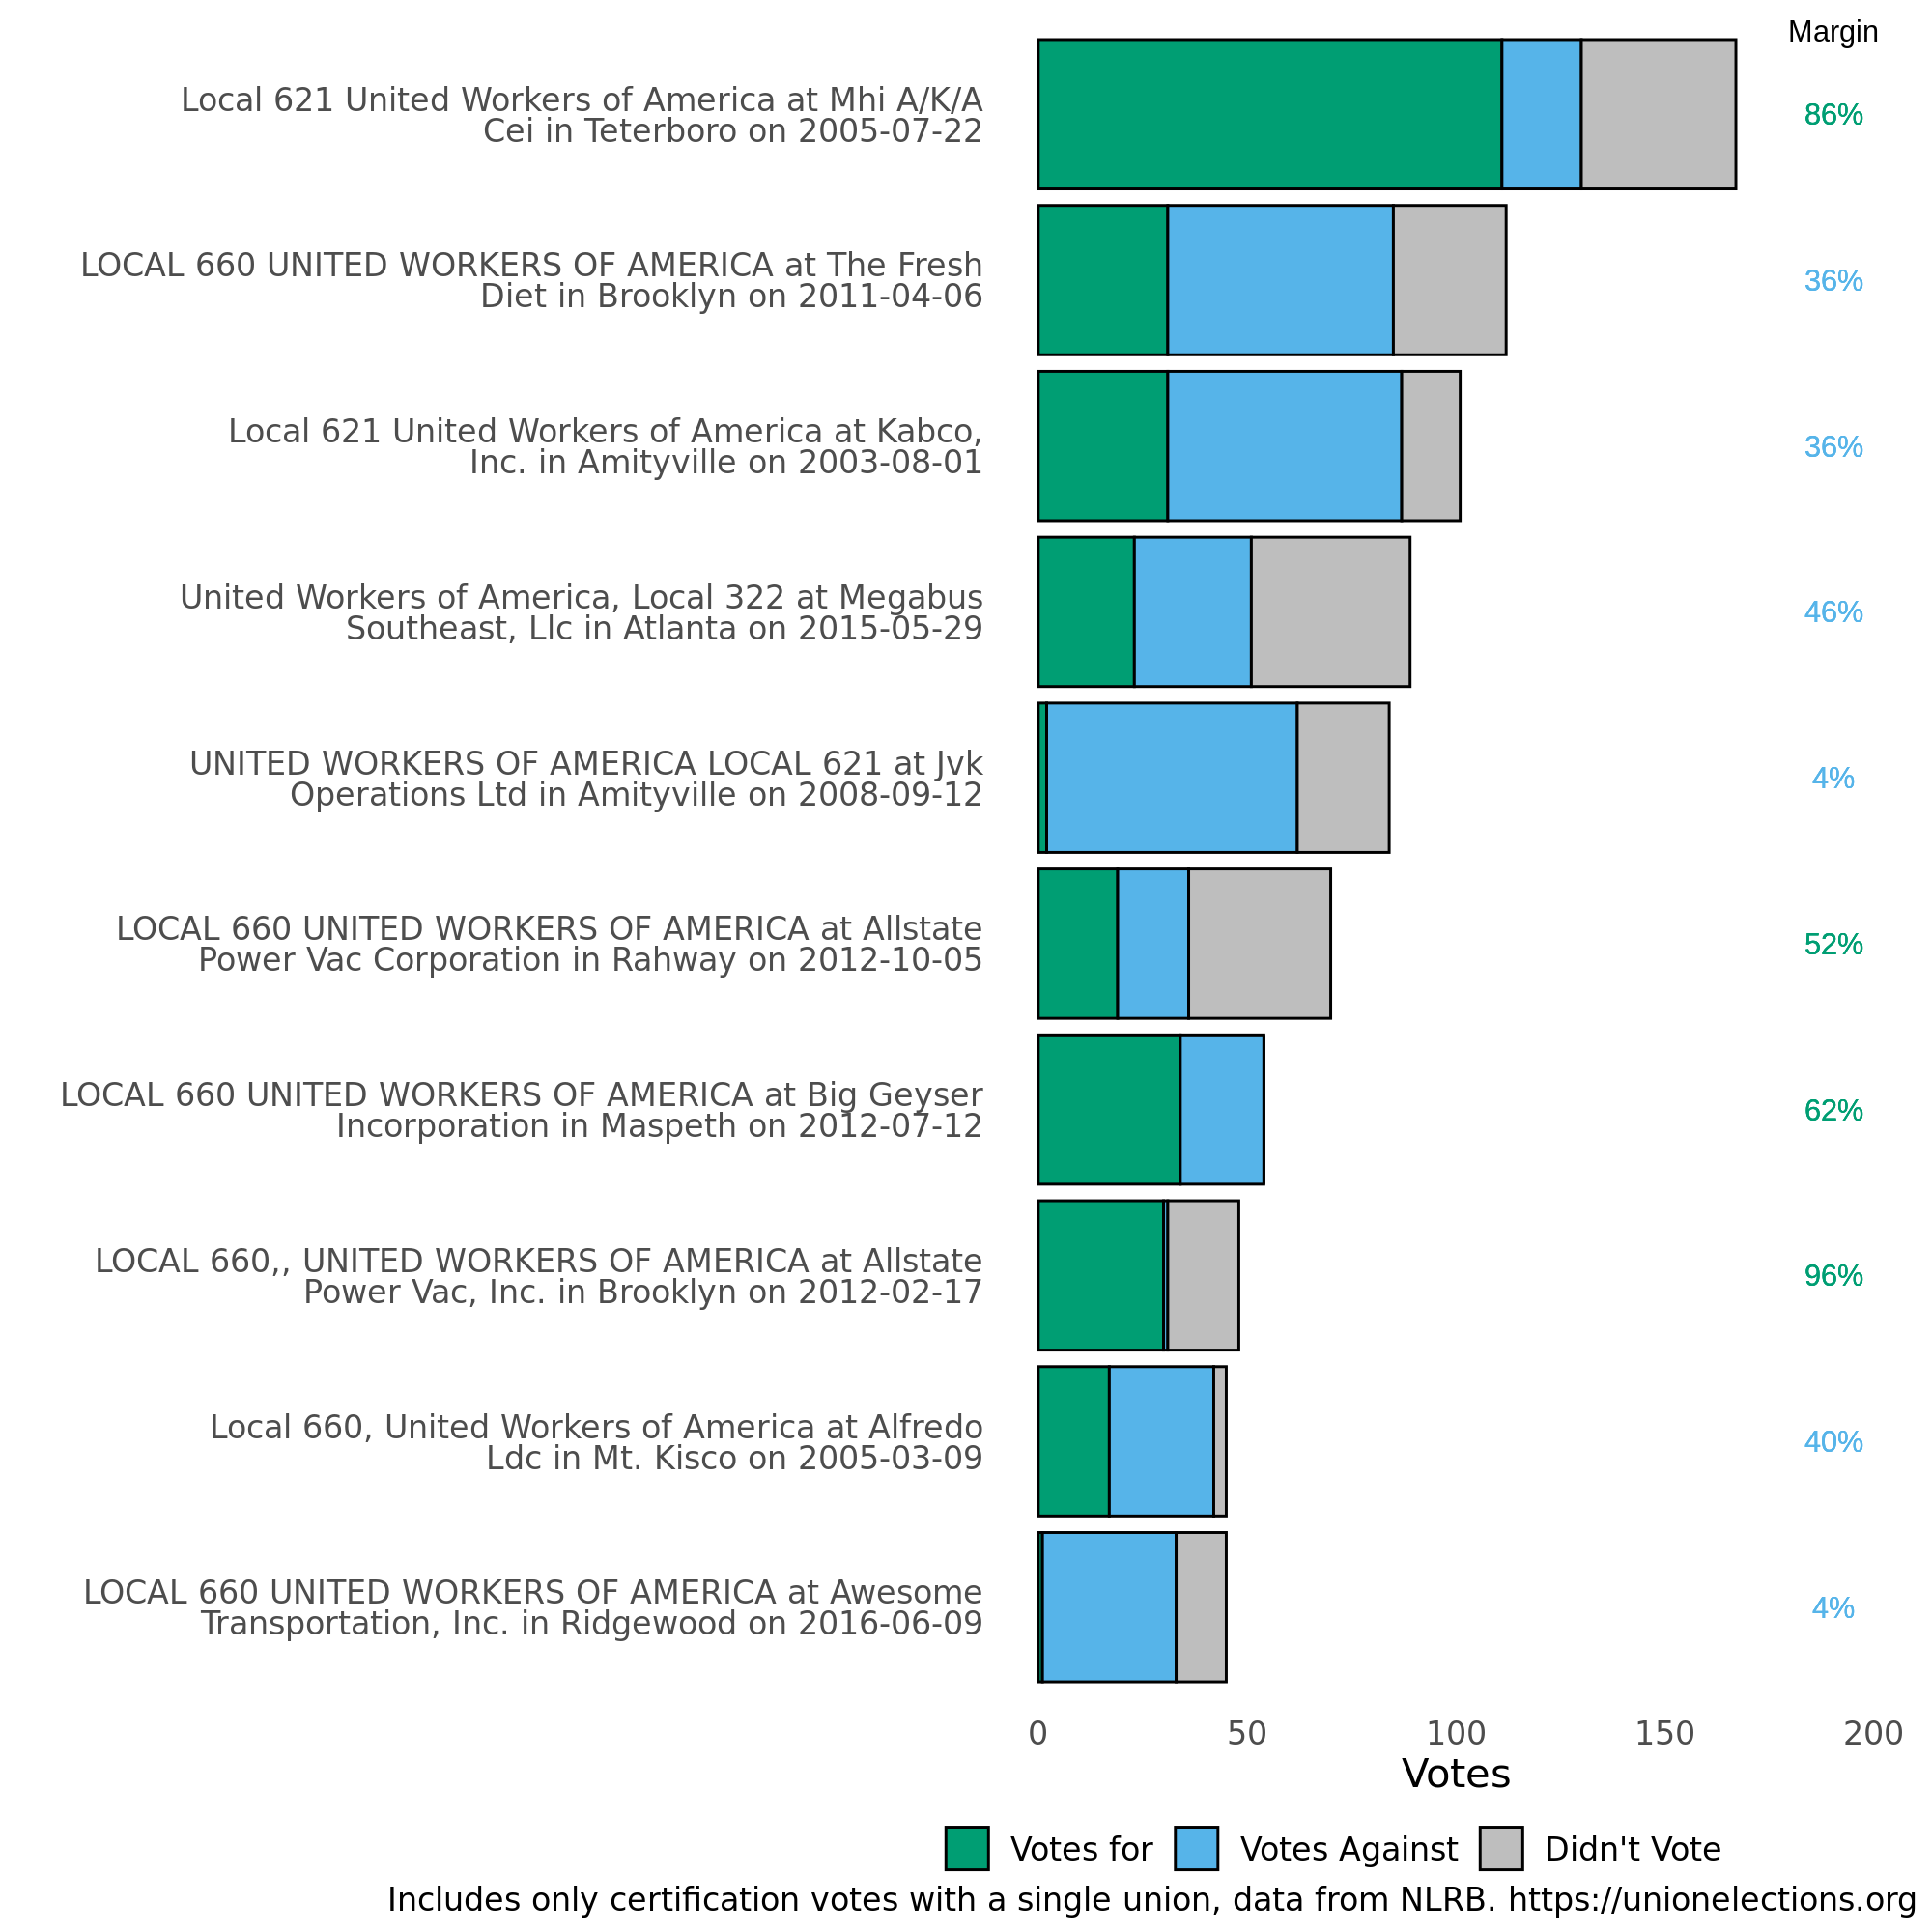 Margin
Local 621 United Workers of America at Mhi A/K/A
Cei in Teterboro on 2005-07-22
86%
LOCAL 660 UNITED WORKERS OF AMERICA at The Fresh
Diet in Brooklyn on 2011-04-06
36%
Local 621 United Workers of America at Kabco,
Inc. in Amityville on 2003-08-01
36%
United Workers of America, Local 322 at Megabus
Southeast, Llc in Atlanta on 2015-05-29
46%
UNITED WORKERS OF AMERICA LOCAL 621 at Jvk
Operations Ltd in Amityville on 2008-09-12
4%
LOCAL 660 UNITED WORKERS OF AMERICA at Allstate
Power Vac Corporation in Rahway on 2012-10-05
52%
LOCAL 660 UNITED WORKERS OF AMERICA at Big Geyser
Incorporation in Maspeth on 2012-07-12
62%
LOCAL 660,, UNITED WORKERS OF AMERICA at Allstate
Power Vac, Inc. in Brooklyn on 2012-02-17
96%
Local 660, United Workers of America at Alfredo
Ldc in Mt. Kisco on 2005-03-09
40%
LOCAL 660 UNITED WORKERS OF AMERICA at Awesome
Transportation, Inc. in Ridgewood on 2016-06-09
4%
0 50 100 150 200
Votes
Votes for Votes Against Didn't Vote
Includes only certification votes with a single union, data from NLRB. https://unionelections.org